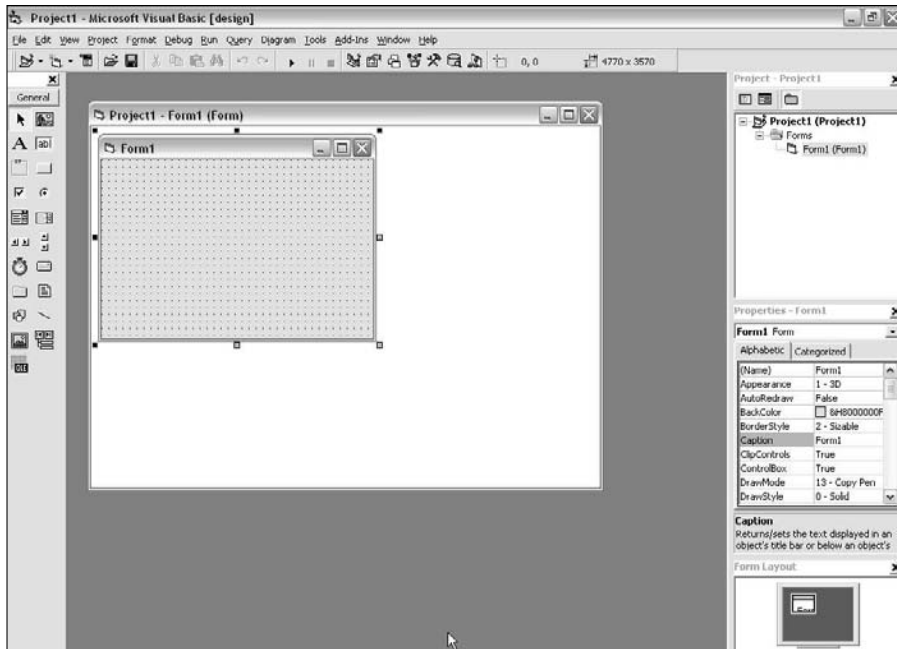 Project1 - Microsoft Visual Basic [design]
File Edit View Project Format Debug Run Query Diagram Tools Add-Ins Window Help
0, 0 4770 x 3570
General
A ab|
OLE
Project1 - Form1 (Form)
Form1
Project - Project1
Project1 (Project1)
Forms
Form1 (Form1)
Properties - Form1
Form1 Form
Alphabetic Categorized
(Name) Form1
Appearance 1 - 3D
AutoRedraw False
BackColor &H8000000F
BorderStyle 2 - Sizable
Caption Form1
ClipControls True
ControlBox True
DrawMode 13 - Copy Pen
DrawStyle 0 - Solid
Caption
Returns/sets the text displayed in an
object's title bar or below an object's
Form Layout